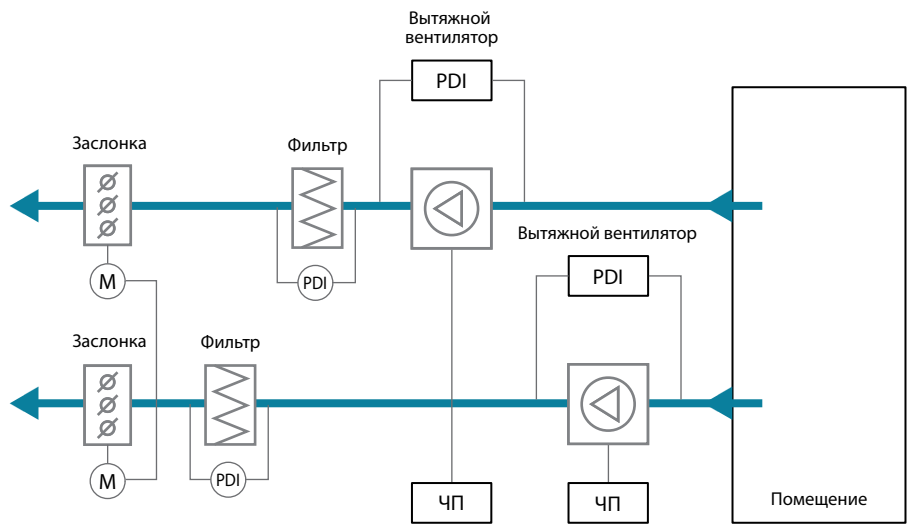 Вытяжной
вентилятор
PDI
Заслонка
Фильтр
Вытяжной вентилятор
M
PDI
PDI
Заслонка
Фильтр
M
PDI
ЧП
ЧП
Помещение